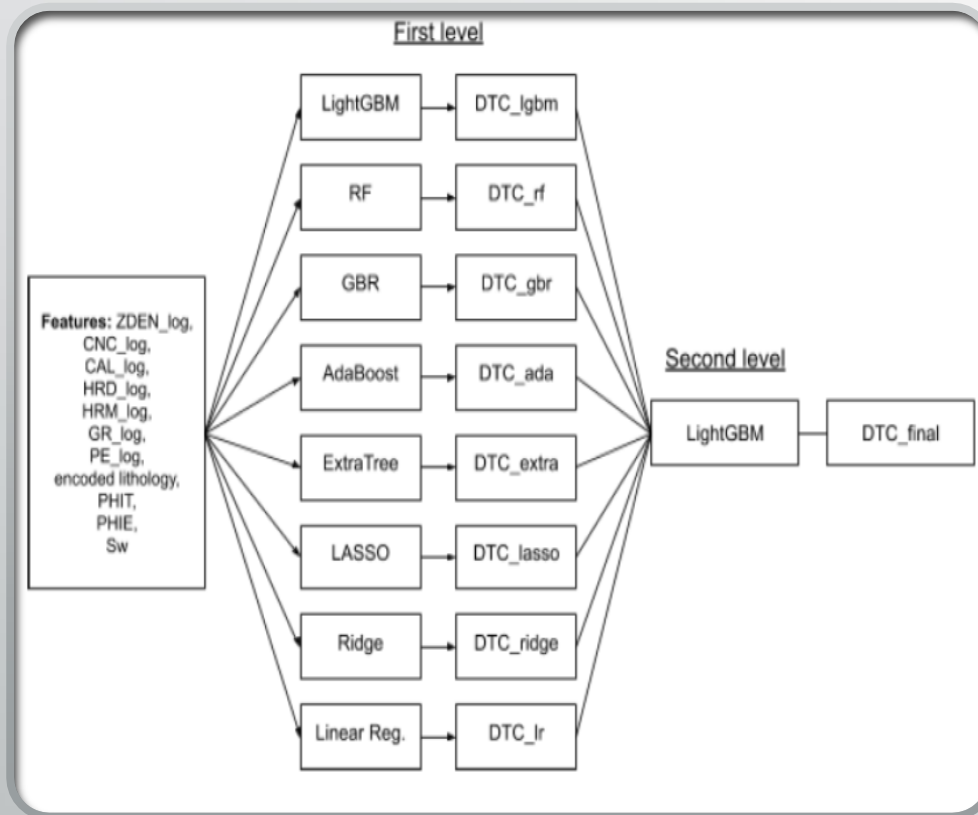 First level
LightGBM
DTC_lgbm
RF
DTC_rf
GBR
DTC_gbr
Features: ZDEN_log,
CNC_log,
CAL_log,
HRD_log,
HRM_log,
GR_log,
PE_log,
encoded lithology,
PHIT,
PHIE,
Sw
AdaBoost
DTC_ada
ExtraTree
DTC_extra
LASSO
DTC_lasso
Ridge
DTC_ridge
Linear Reg.
DTC_lr
Second level
LightGBM
DTC_final